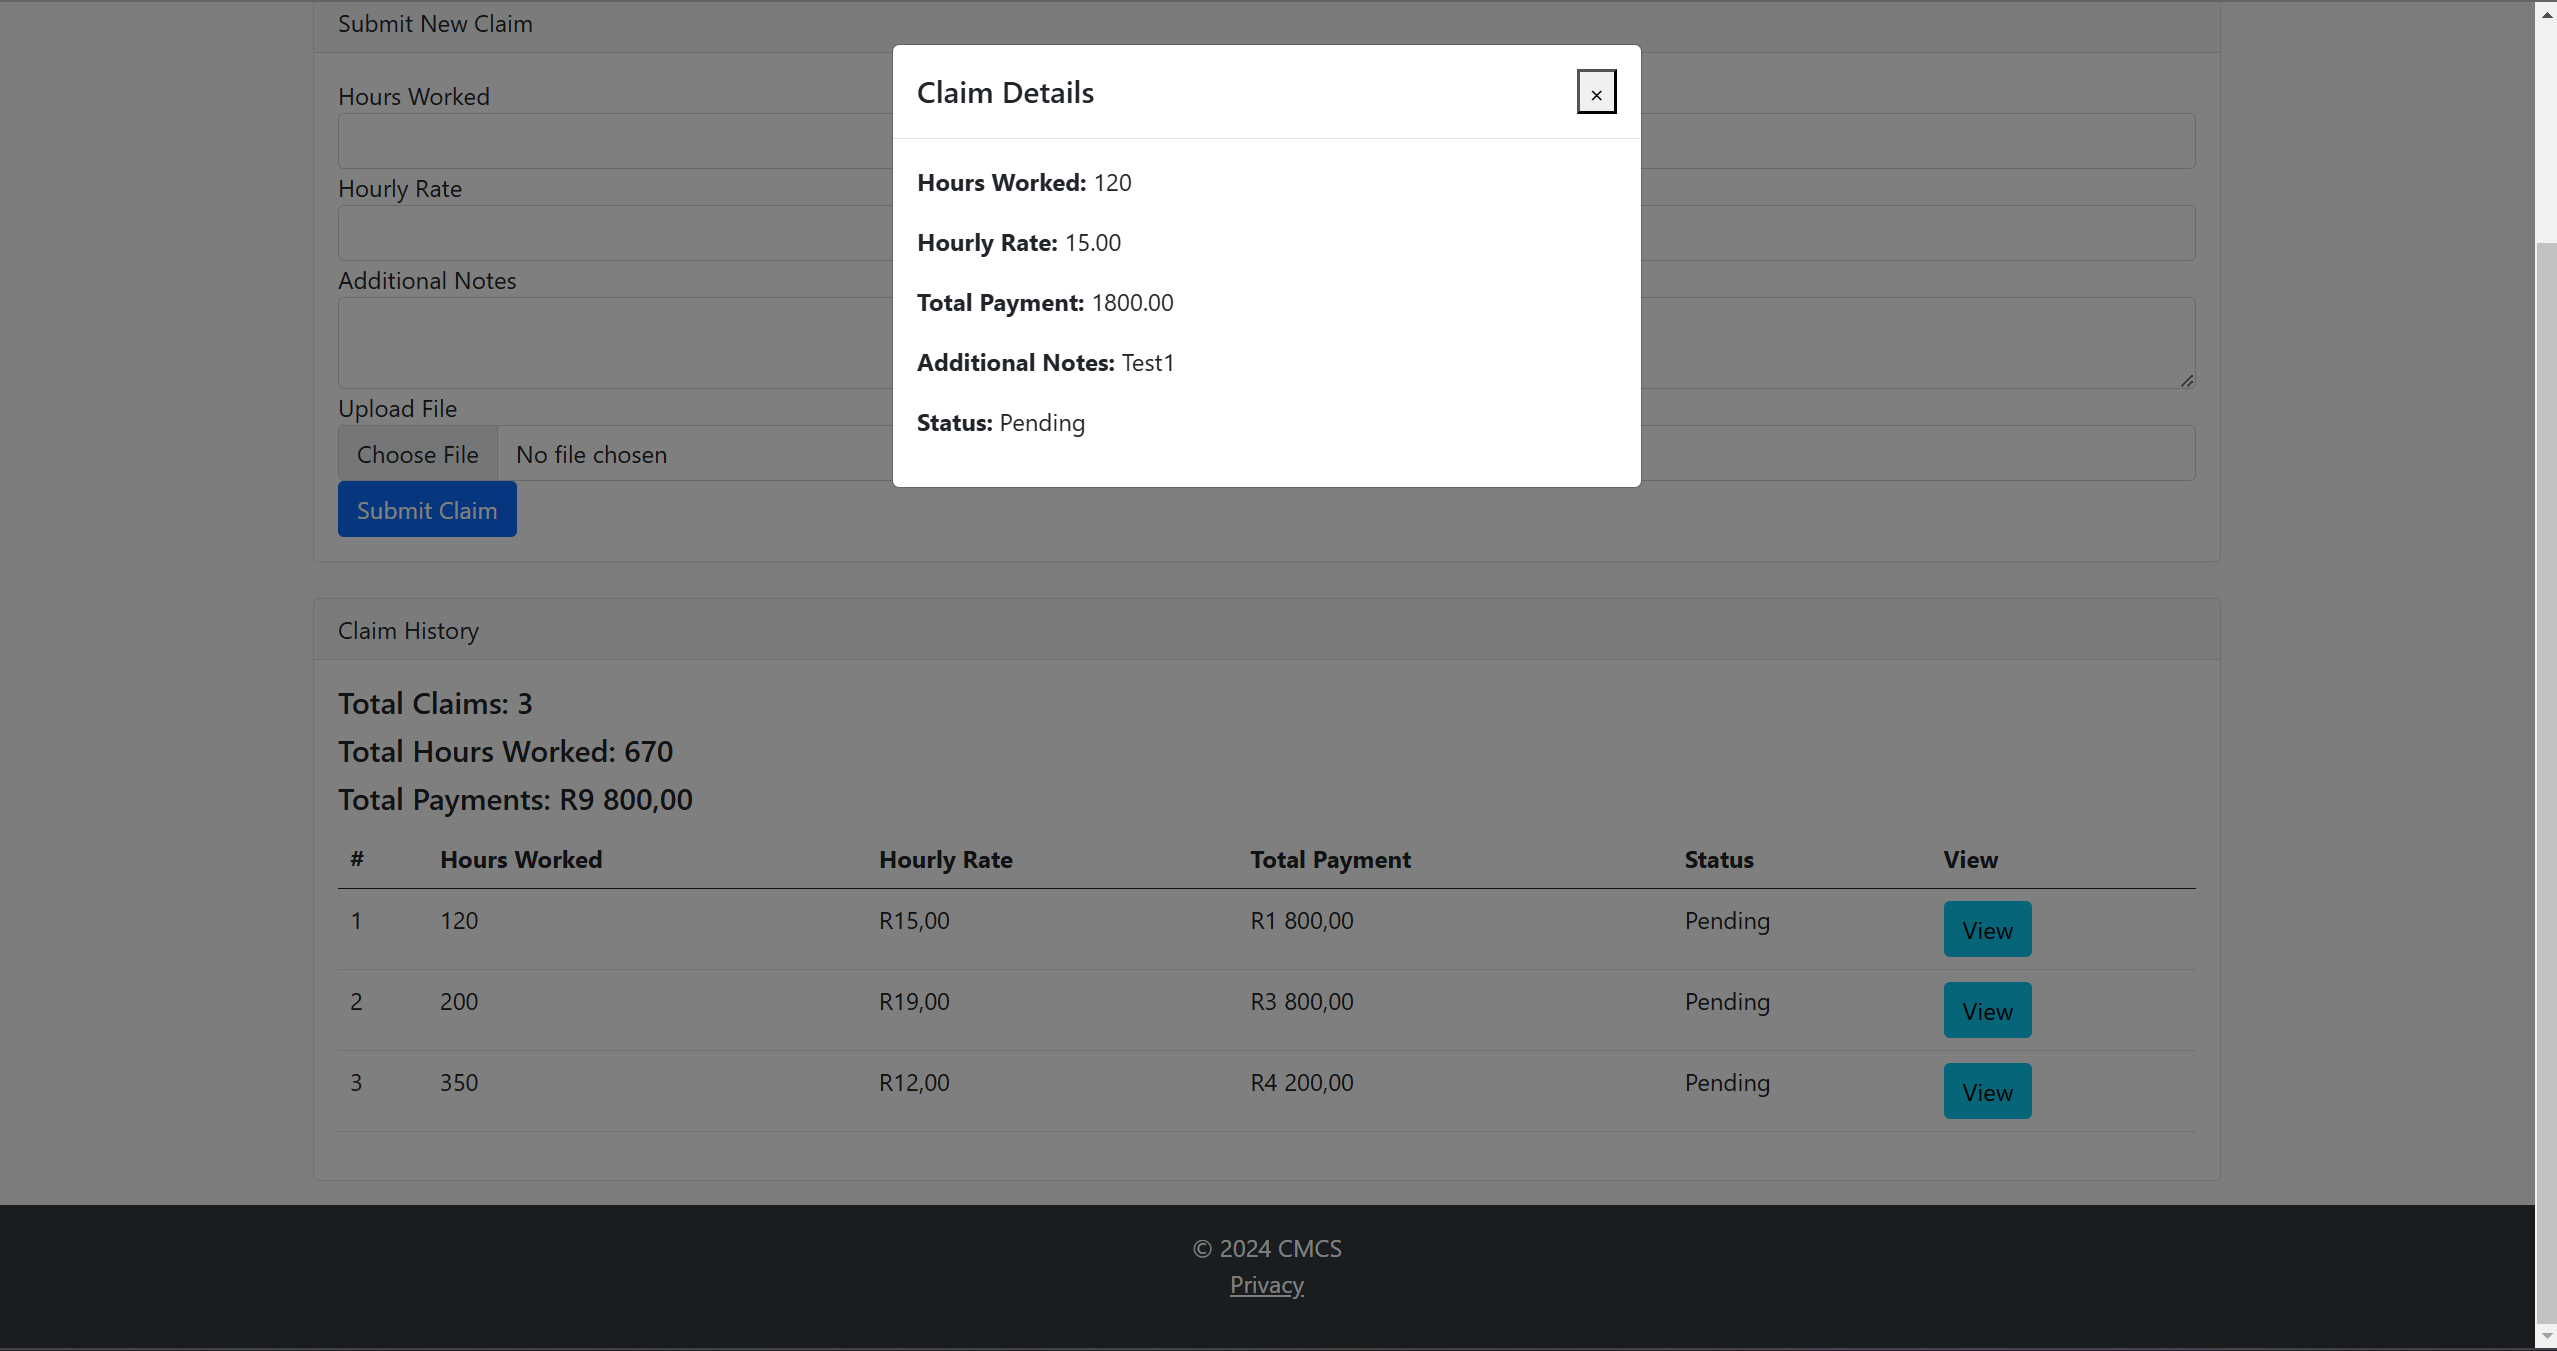 Submit New Claim
Hours Worked
Hourly Rate
Additional Notes
Upload File
Choose File No file chosen
Submit Claim
Claim Details ×
Hours Worked: 120
Hourly Rate: 15.00
Total Payment: 1800.00
Additional Notes: Test1
Status: Pending
Claim History
Total Claims: 3
Total Hours Worked: 670
Total Payments: R9 800,00
# Hours Worked Hourly Rate Total Payment Status View
1 120 R15,00 R1 800,00 Pending View
2 200 R19,00 R3 800,00 Pending View
3 350 R12,00 R4 200,00 Pending View
© 2024 CMCS
Privacy